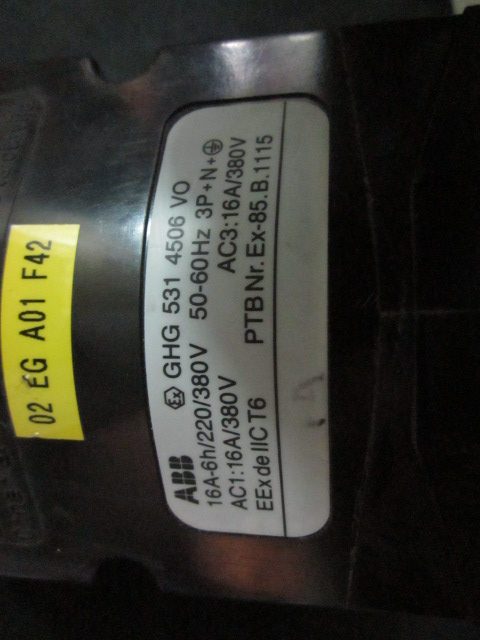 02 EG A01 F42
ABB Ex GHG 531 4506 VO
16A-6h/220/380V 50-60Hz 3P+N+⏚
AC1:16A/380V AC3:16A/380V
EEx de IIC T6 PTB Nr. Ex-85.B.1115